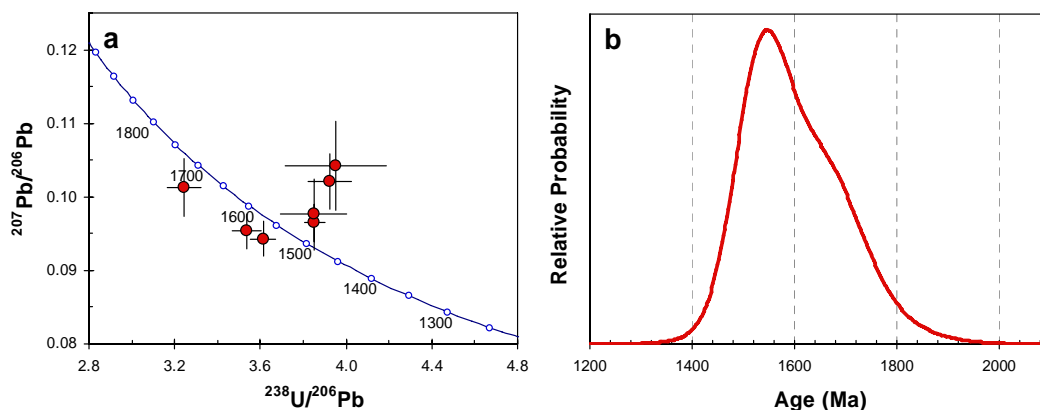 a
0.12
0.11
0.10
0.09
0.08
²⁰⁷Pb/²⁰⁶Pb
1800
1700
1600
1500
1400
1300
2.8 3.2 3.6 4.0 4.4 4.8
²³⁸U/²⁰⁶Pb
b
Relative Probability
1200 1400 1600 1800 2000
Age (Ma)